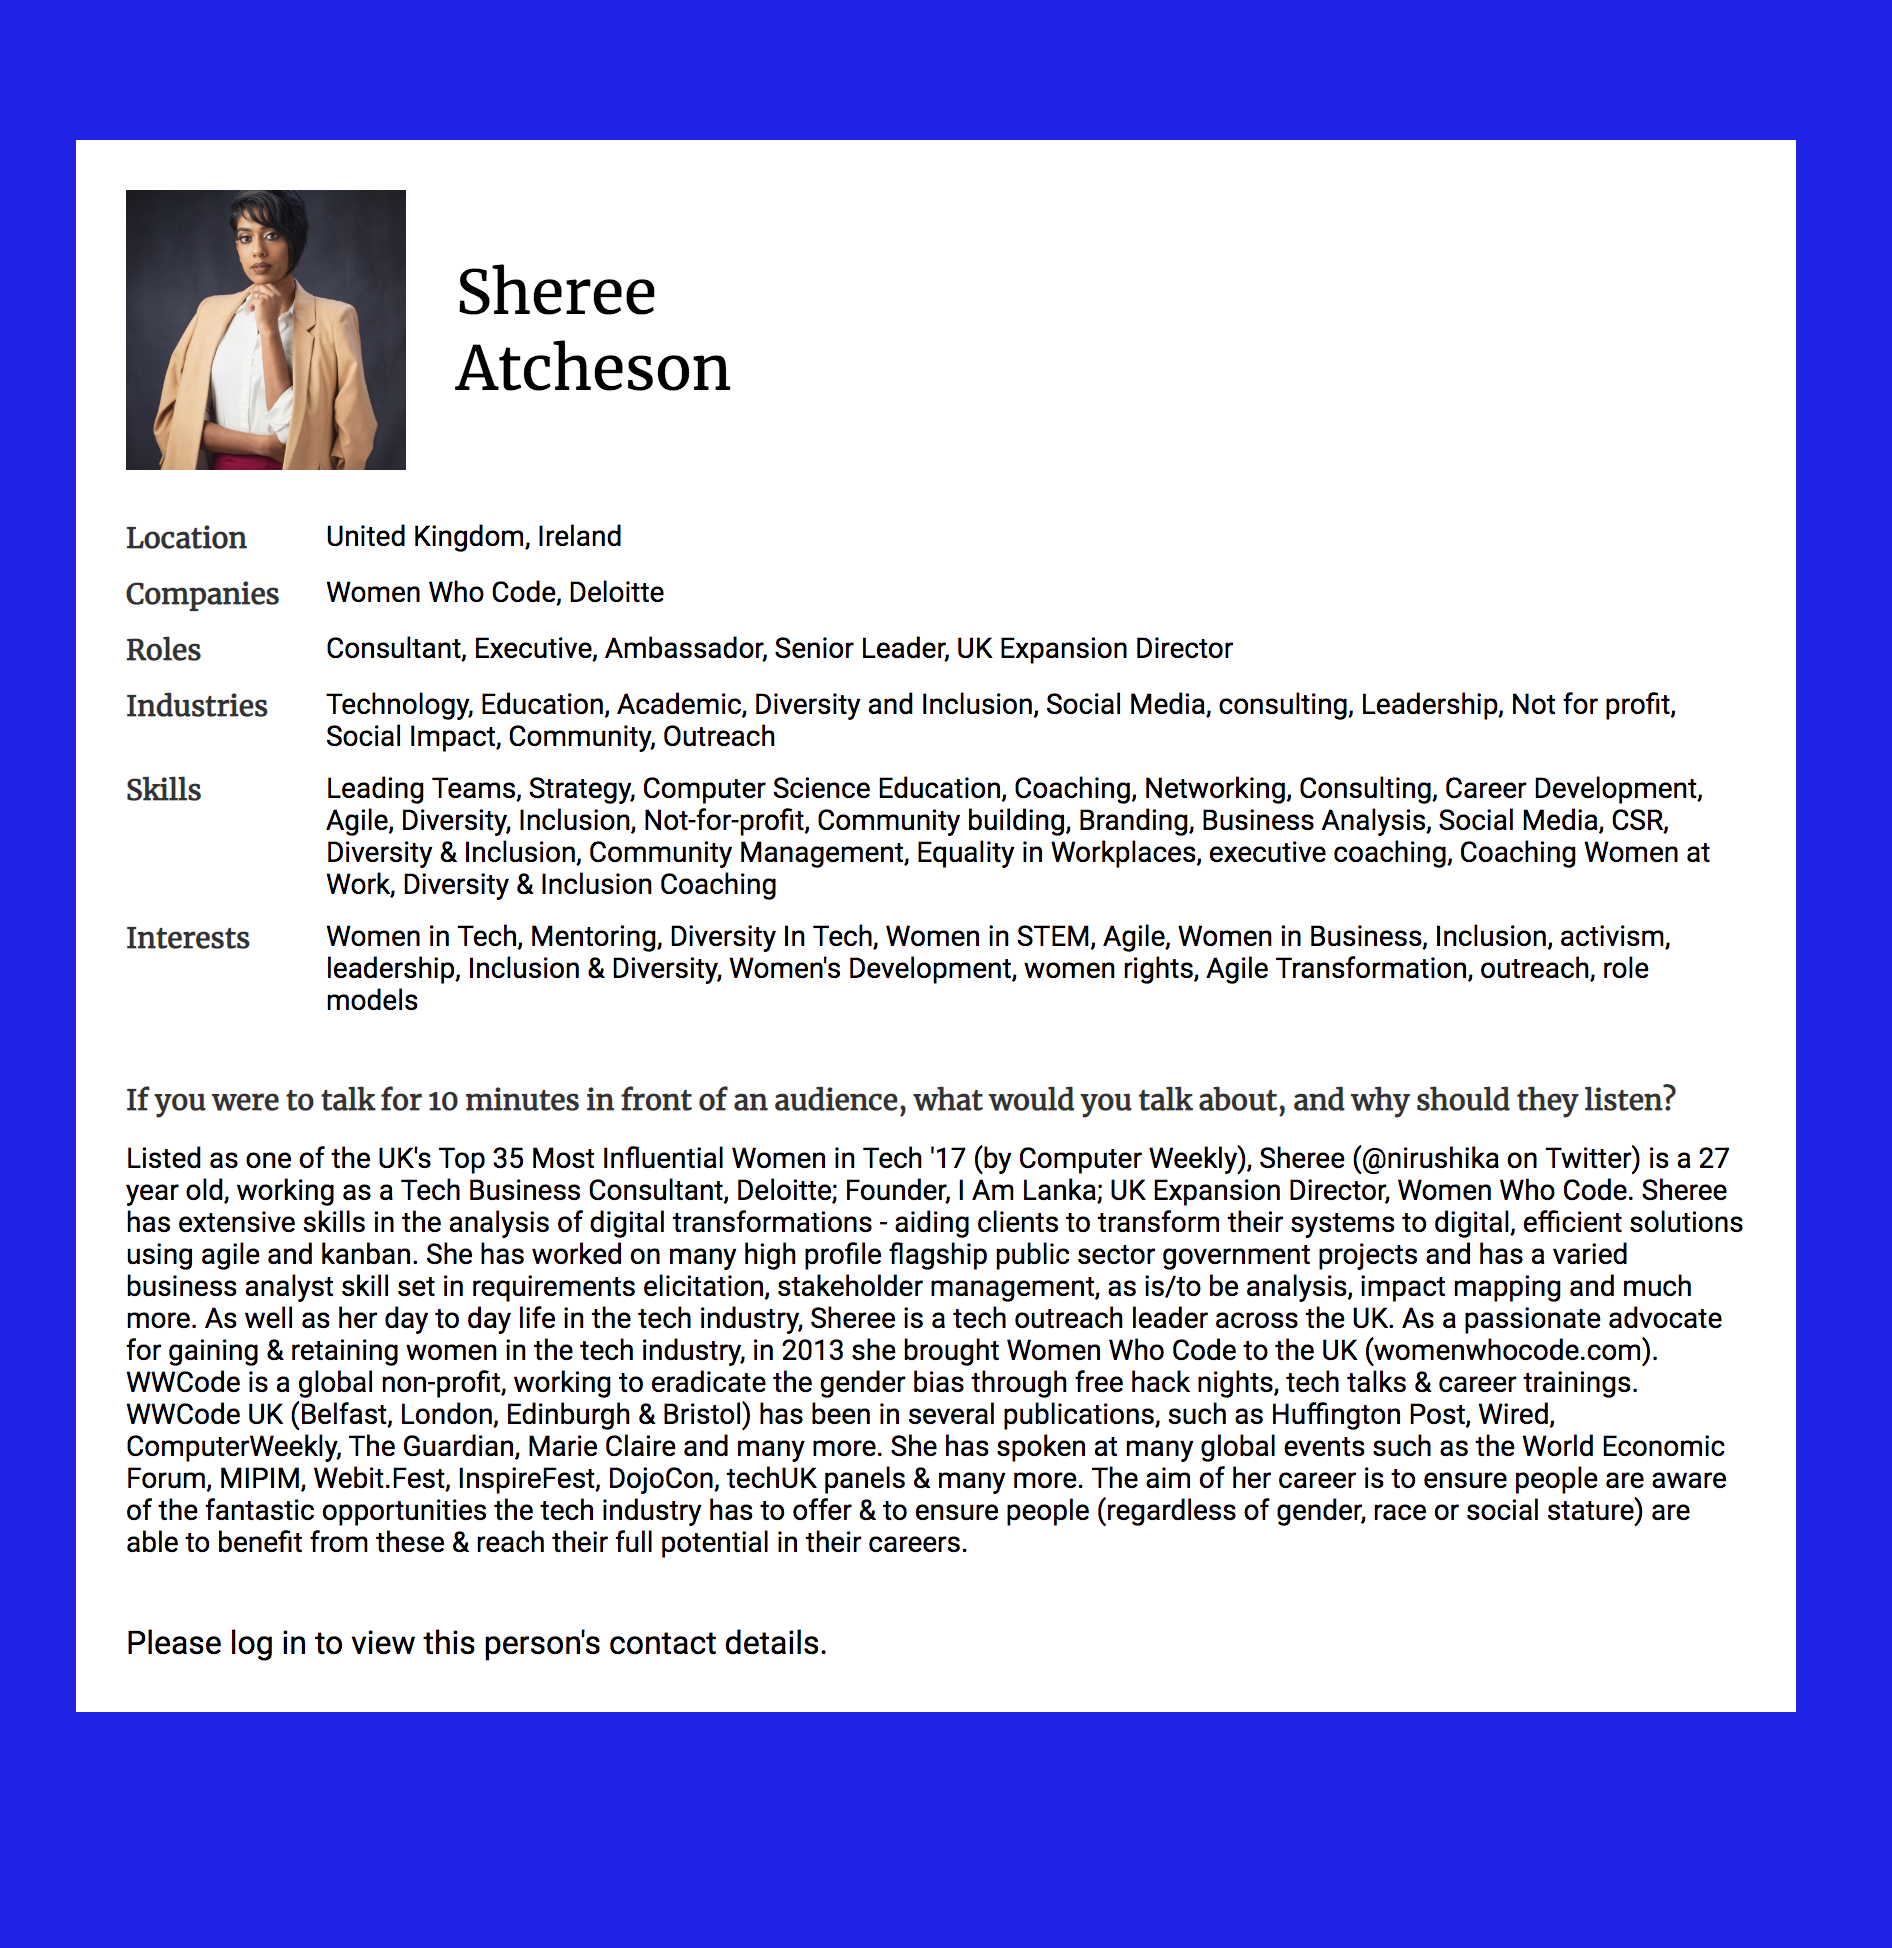 Sheree
Atcheson
Location
United Kingdom, Ireland
Companies
Women Who Code, Deloitte
Roles
Consultant, Executive, Ambassador, Senior Leader, UK Expansion Director
Industries
Technology, Education, Academic, Diversity and Inclusion, Social Media, consulting, Leadership, Not for profit,
Social Impact, Community, Outreach
Skills
Leading Teams, Strategy, Computer Science Education, Coaching, Networking, Consulting, Career Development,
Agile, Diversity, Inclusion, Not-for-profit, Community building, Branding, Business Analysis, Social Media, CSR,
Diversity & Inclusion, Community Management, Equality in Workplaces, executive coaching, Coaching Women at
Work, Diversity & Inclusion Coaching
Interests
Women in Tech, Mentoring, Diversity In Tech, Women in STEM, Agile, Women in Business, Inclusion, activism,
leadership, Inclusion & Diversity, Women's Development, women rights, Agile Transformation, outreach, role
models
If you were to talk for 10 minutes in front of an audience, what would you talk about, and why should they listen?
Listed as one of the UK's Top 35 Most Influential Women in Tech '17 (by Computer Weekly), Sheree (@nirushika on Twitter) is a 27
year old, working as a Tech Business Consultant, Deloitte; Founder, I Am Lanka; UK Expansion Director, Women Who Code. Sheree
has extensive skills in the analysis of digital transformations - aiding clients to transform their systems to digital, efficient solutions
using agile and kanban. She has worked on many high profile flagship public sector government projects and has a varied
business analyst skill set in requirements elicitation, stakeholder management, as is/to be analysis, impact mapping and much
more. As well as her day to day life in the tech industry, Sheree is a tech outreach leader across the UK. As a passionate advocate
for gaining & retaining women in the tech industry, in 2013 she brought Women Who Code to the UK (womenwhocode.com).
WWCode is a global non-profit, working to eradicate the gender bias through free hack nights, tech talks & career trainings.
WWCode UK (Belfast, London, Edinburgh & Bristol) has been in several publications, such as Huffington Post, Wired,
ComputerWeekly, The Guardian, Marie Claire and many more. She has spoken at many global events such as the World Economic
Forum, MIPIM, Webit.Fest, InspireFest, DojoCon, techUK panels & many more. The aim of her career is to ensure people are aware
of the fantastic opportunities the tech industry has to offer & to ensure people (regardless of gender, race or social stature) are
able to benefit from these & reach their full potential in their careers.
Please log in to view this person's contact details.